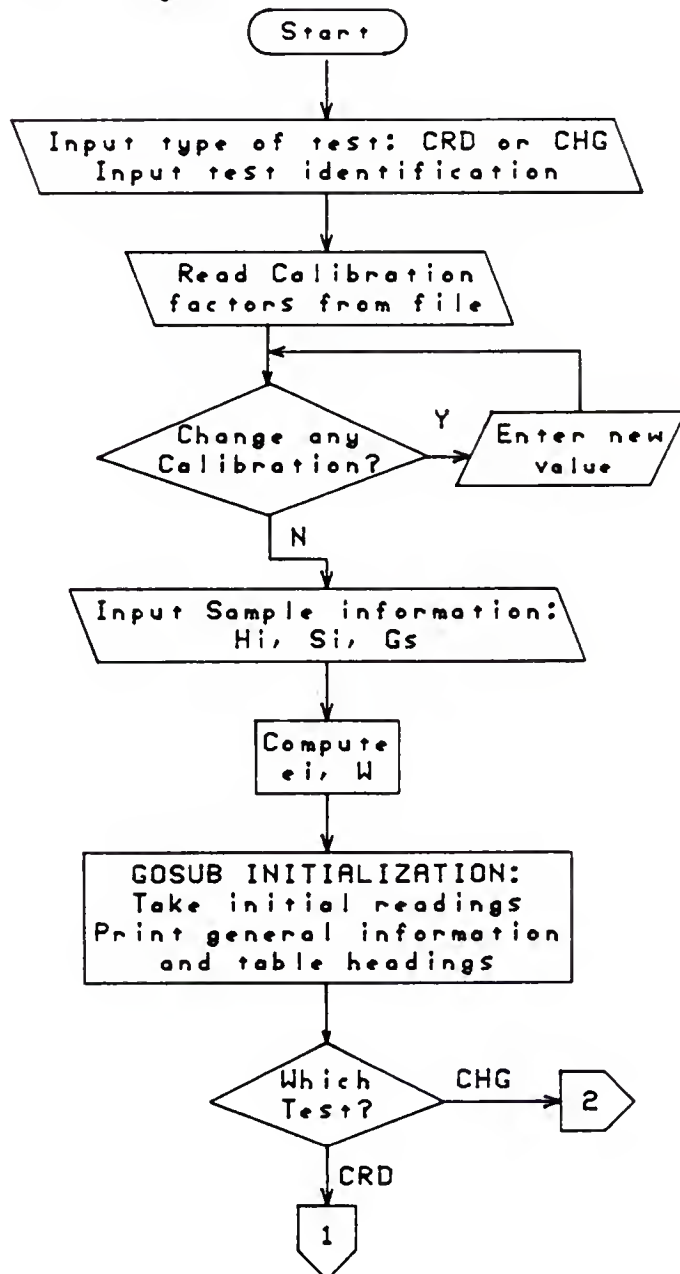 Start
Input type of test: CRD or CHG
Input test identification
Read Calibration
factors from file
Change any
Calibration?
Y
Enter new
value
N
Input Sample information:
Hi, Si, Gs
Compute
ei, W
GOSUB INITIALIZATION:
Take initial readings
Print general information
and table headings
Which
Test?
CHG
2
CRD
1